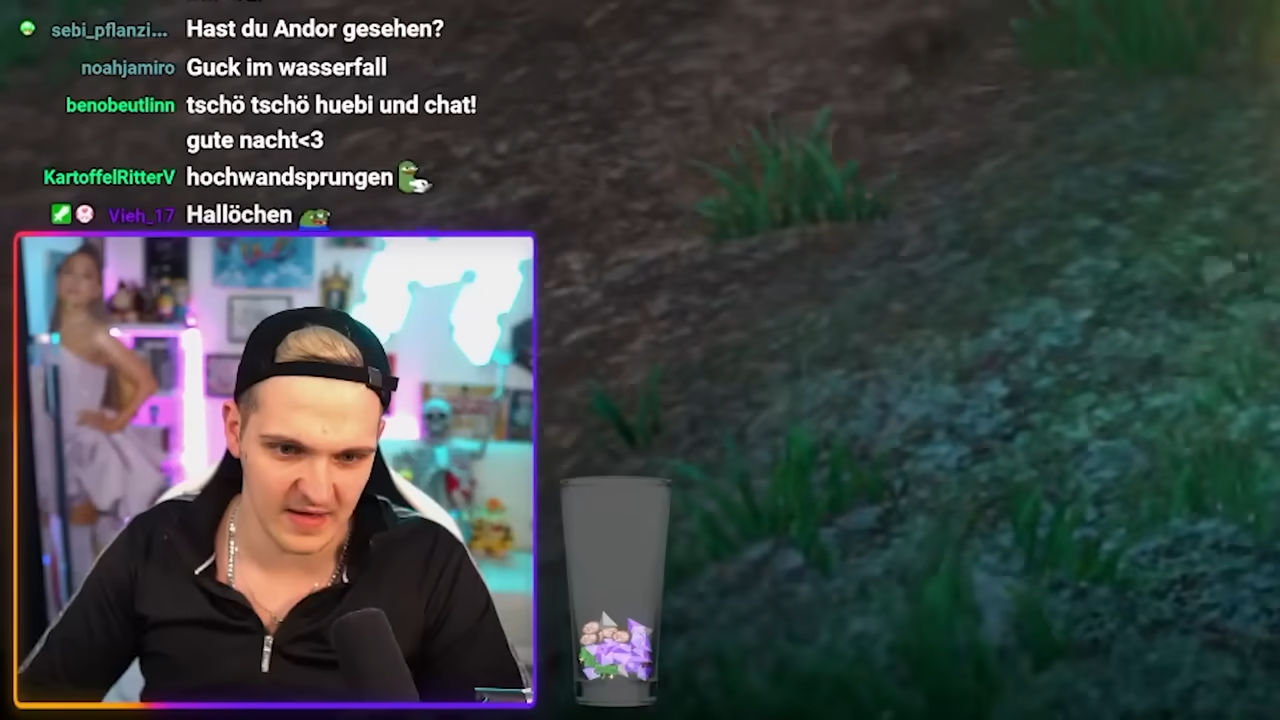 sebi_pflanzi... Hast du Andor gesehen?
noahjamiro Guck im wasserfall
benobeutlinn tschö tschö huebi und chat!
gute nacht<3
KartoffelRitterV hochwandsprungen
Vieh_17 Hallöchen